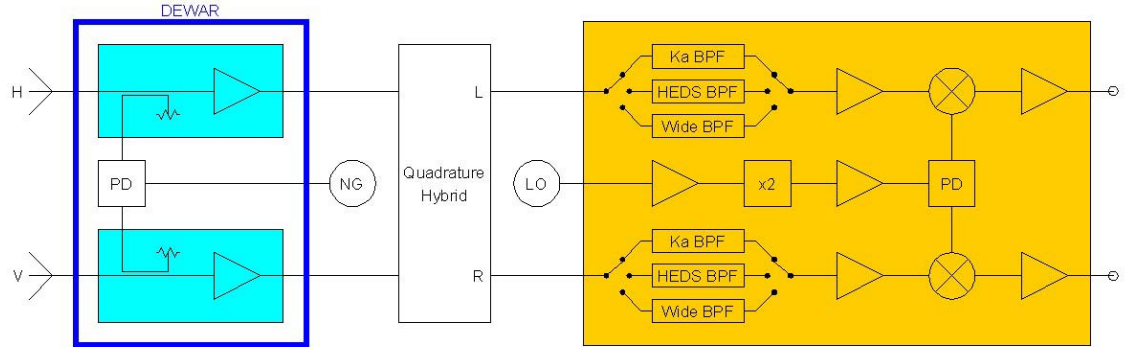 DEWAR
H
PD
NG
V
Quadrature
Hybrid
L
R
LO
Ka BPF
HEDS BPF
Wide BPF
x2
PD
Ka BPF
HEDS BPF
Wide BPF